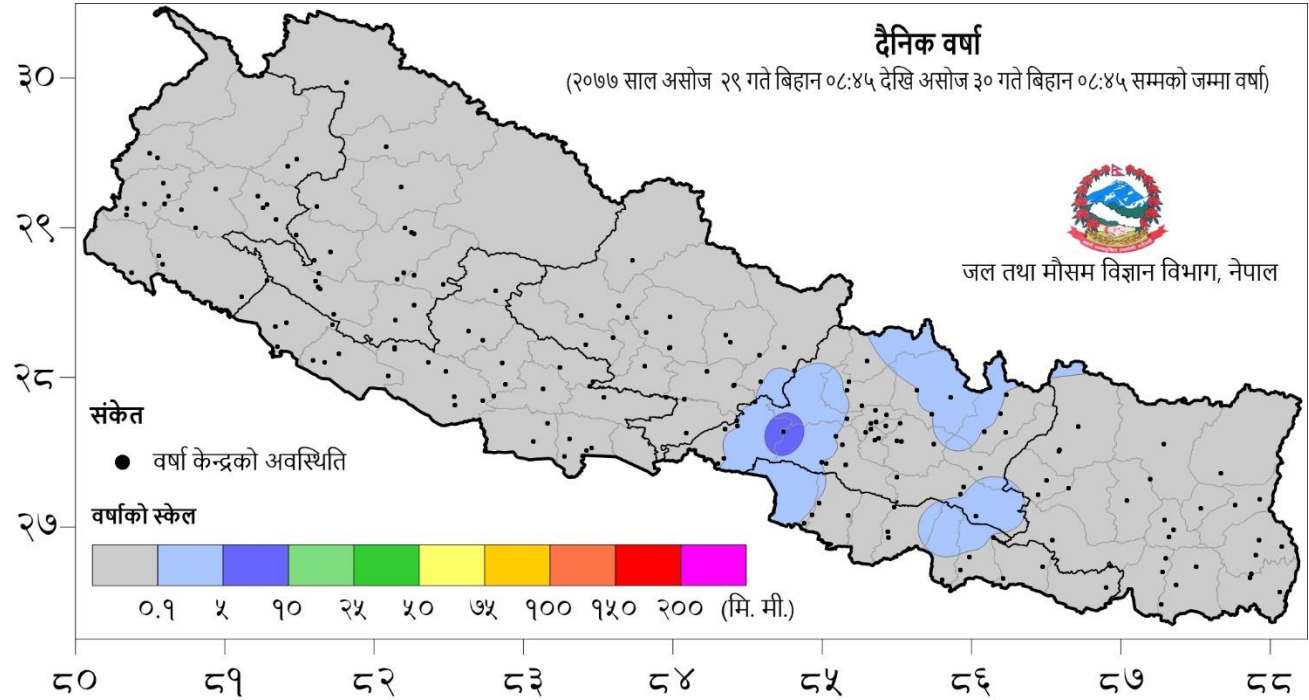 दैनिक वर्षा
(२०७७ साल असोज २९ गते बिहान ०८:४५ देखि असोज ३० गते बिहान ०८:४५ सम्मको जम्मा वर्षा)
जल तथा मौसम विज्ञान विभाग, नेपाल
३०
२९
२८
२७
संकेत
वर्षा केन्द्रको अवस्थिति
वर्षाको स्केल
०.१ ५ १० २५ ५० ७५ १०० १५० २०० (मि. मी.)
८० ८१ ८२ ८३ ८४ ८५ ८६ ८७ ८८